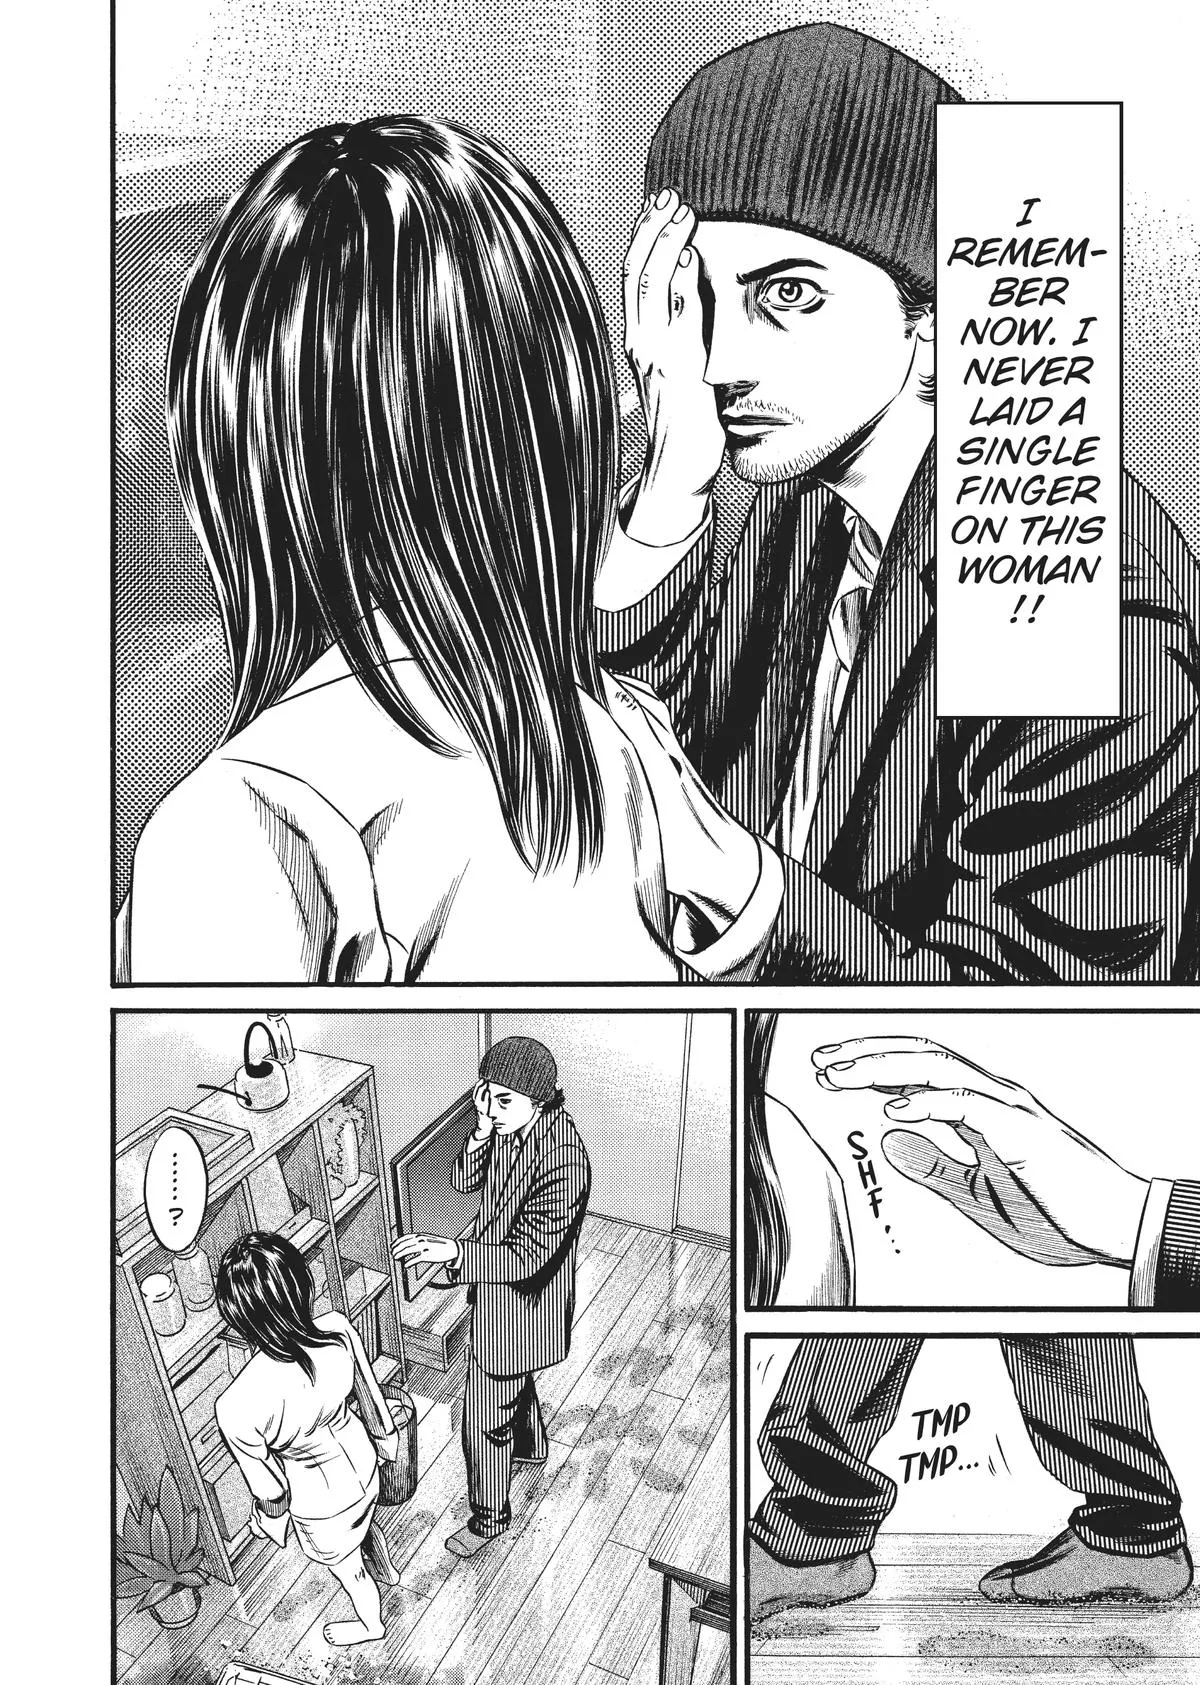 I
REMEM-
BER
NOW. I
NEVER
LAID A
SINGLE
FINGER
ON THIS
WOMAN
!!
SHF...
........?
TMP
TMP...